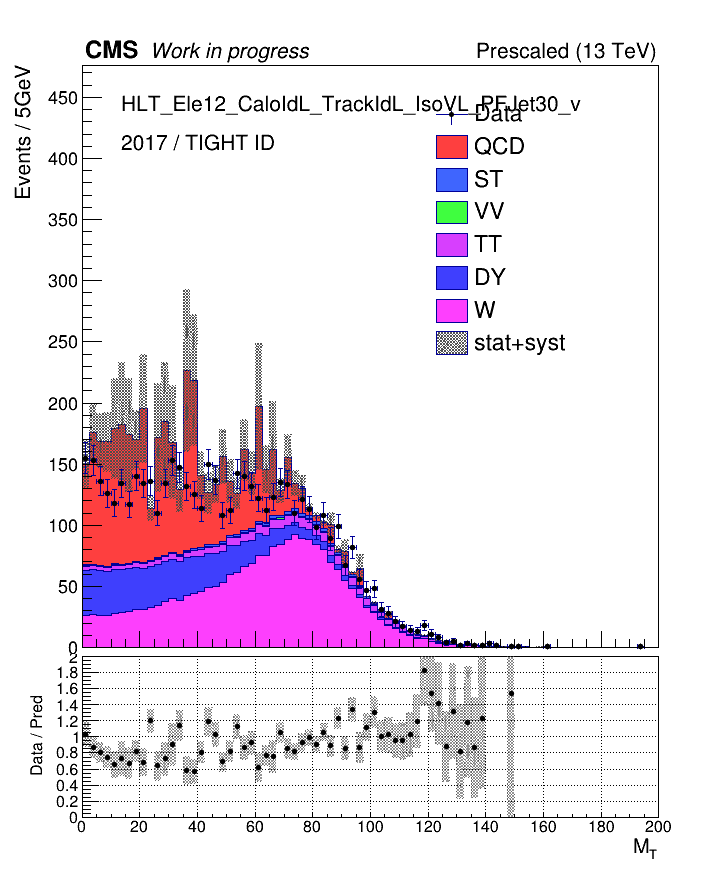 CMS Work in progress Prescaled (13 TeV)
Events / 5GeV
HLT_Ele12_CaloIdL_TrackIdL_IsoVL_PFJet30_v
2017 / TIGHT ID
Data
QCD
ST
VV
TT
DY
W
stat+syst
450
400
350
300
250
200
150
100
50
0
Data / Pred
2
1.8
1.6
1.4
1.2
1
0.8
0.6
0.4
0.2
0
0 20 40 60 80 100 120 140 160 180 200
M_T